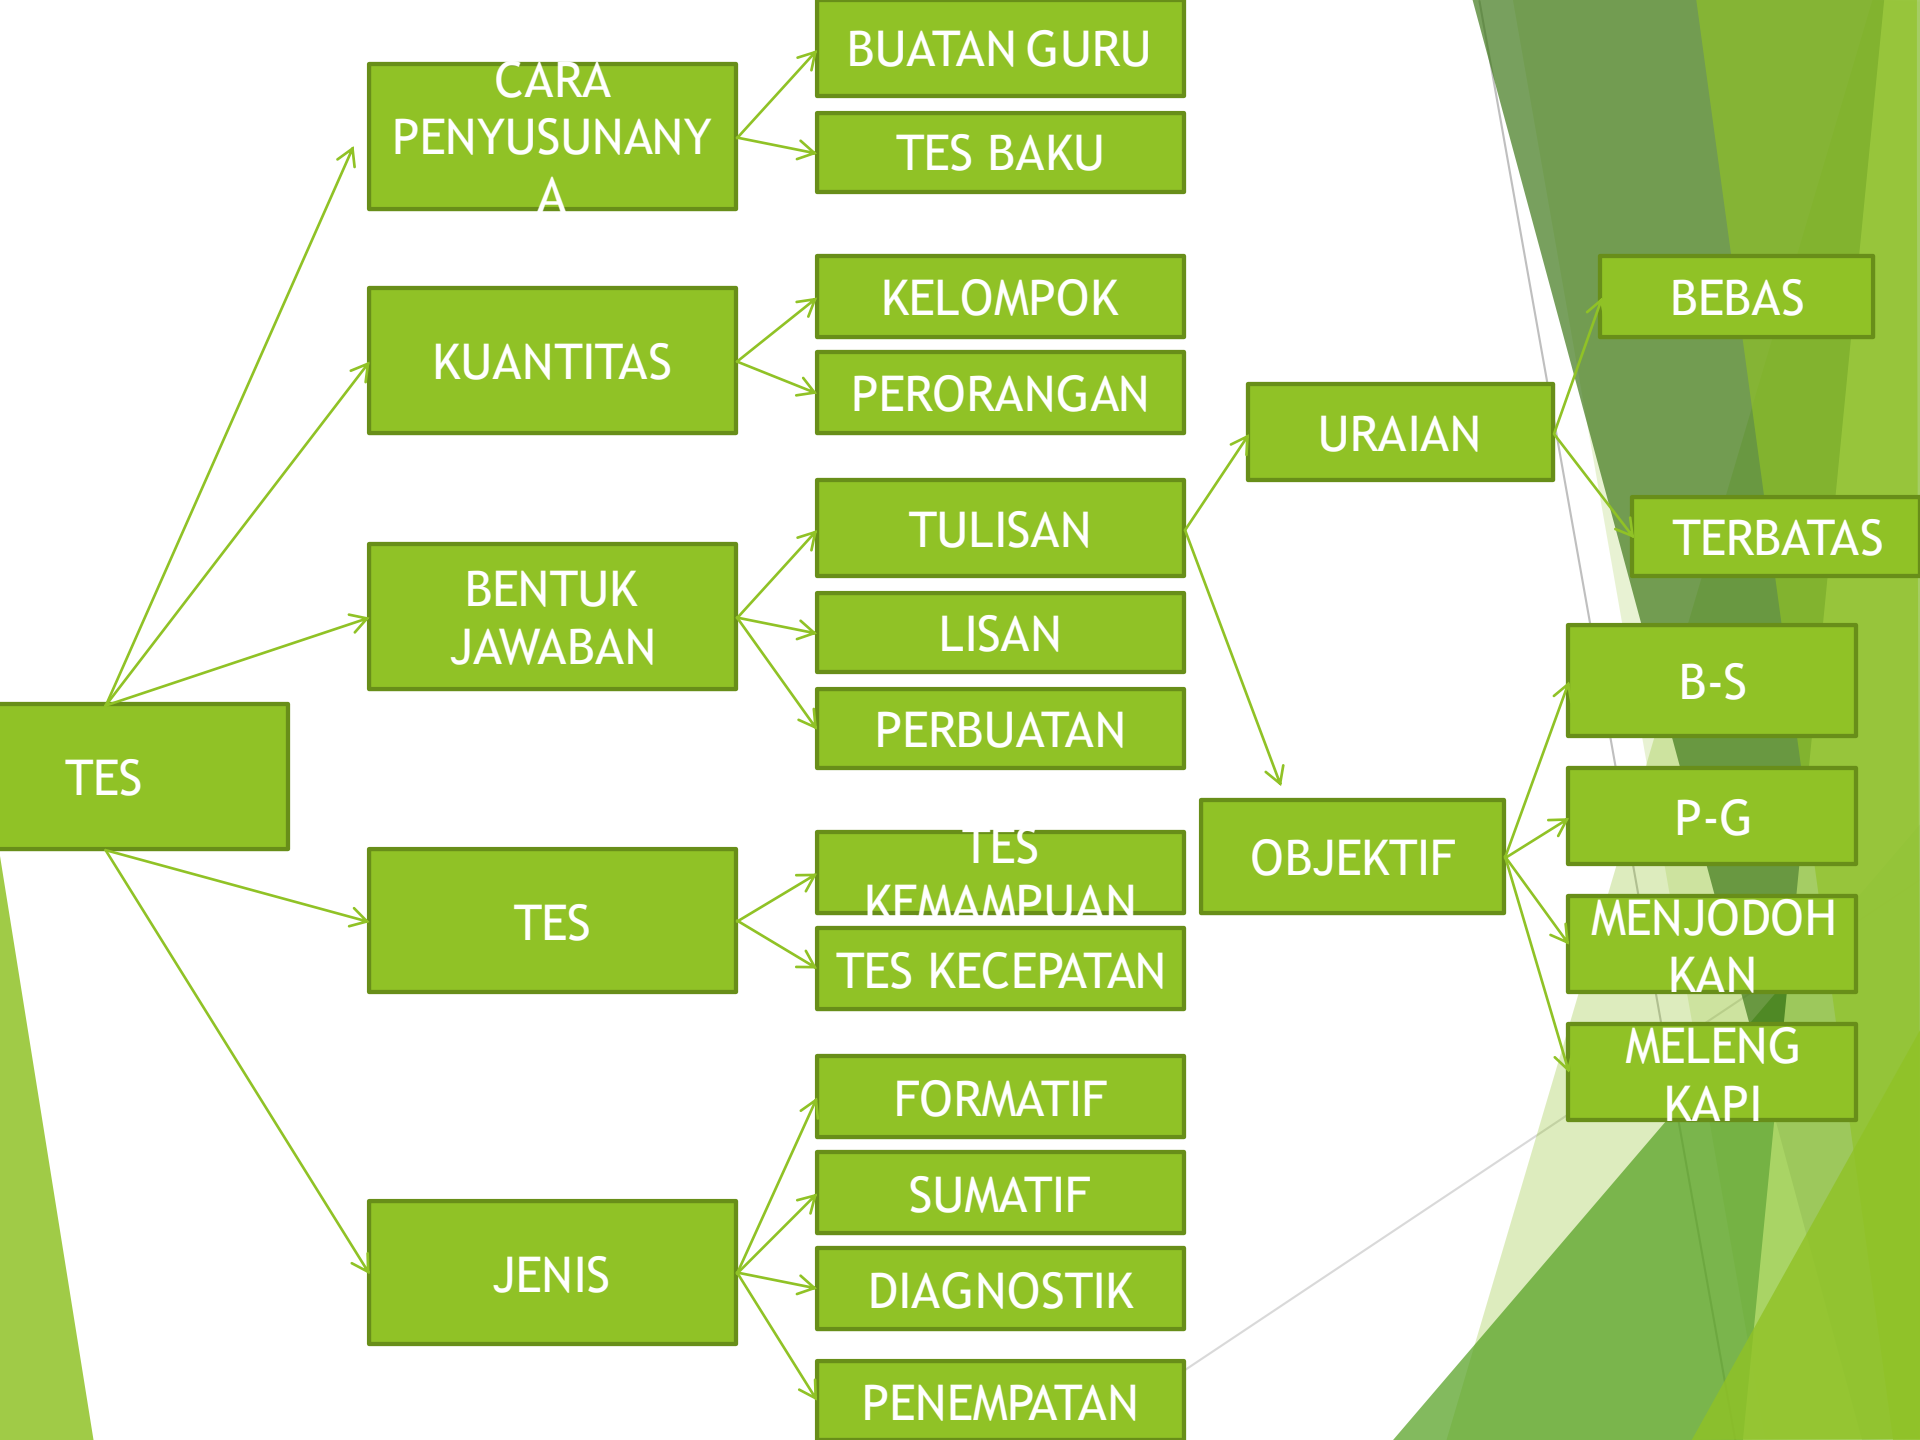 TES
CARA
PENYUSUNANY
A
BUATAN GURU
TES BAKU
KUANTITAS
KELOMPOK
PERORANGAN
BENTUK
JAWABAN
TULISAN
LISAN
PERBUATAN
URAIAN
BEBAS
TERBATAS
OBJEKTIF
B-S
P-G
MENJODOH
KAN
MELENG
KAPI
TES
TES
KEMAMPUAN
TES KECEPATAN
JENIS
FORMATIF
SUMATIF
DIAGNOSTIK
PENEMPATAN